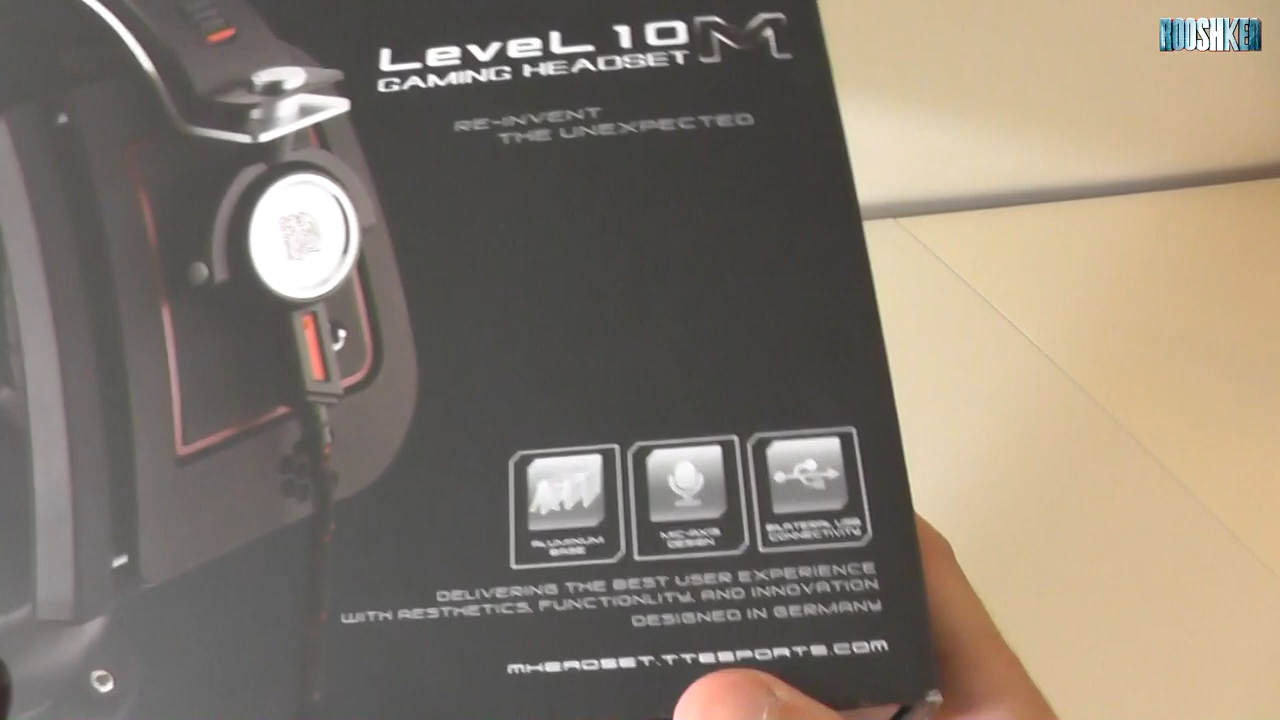 ROOSHKER
LEVEL 10 M
GAMING HEADSET
RE-INVENT
THE UNEXPECTED
ALUMINIUM
BASE
MIC-AXIS
DESIGN
BILATERAL USB
CONNECTIVITY
DELIVERING THE BEST USER EXPERIENCE
WITH AESTHETICS, FUNCTIONLITY, AND INNOVATION
DESIGNED IN GERMANY
MHEADSET.TTESPORTS.COM